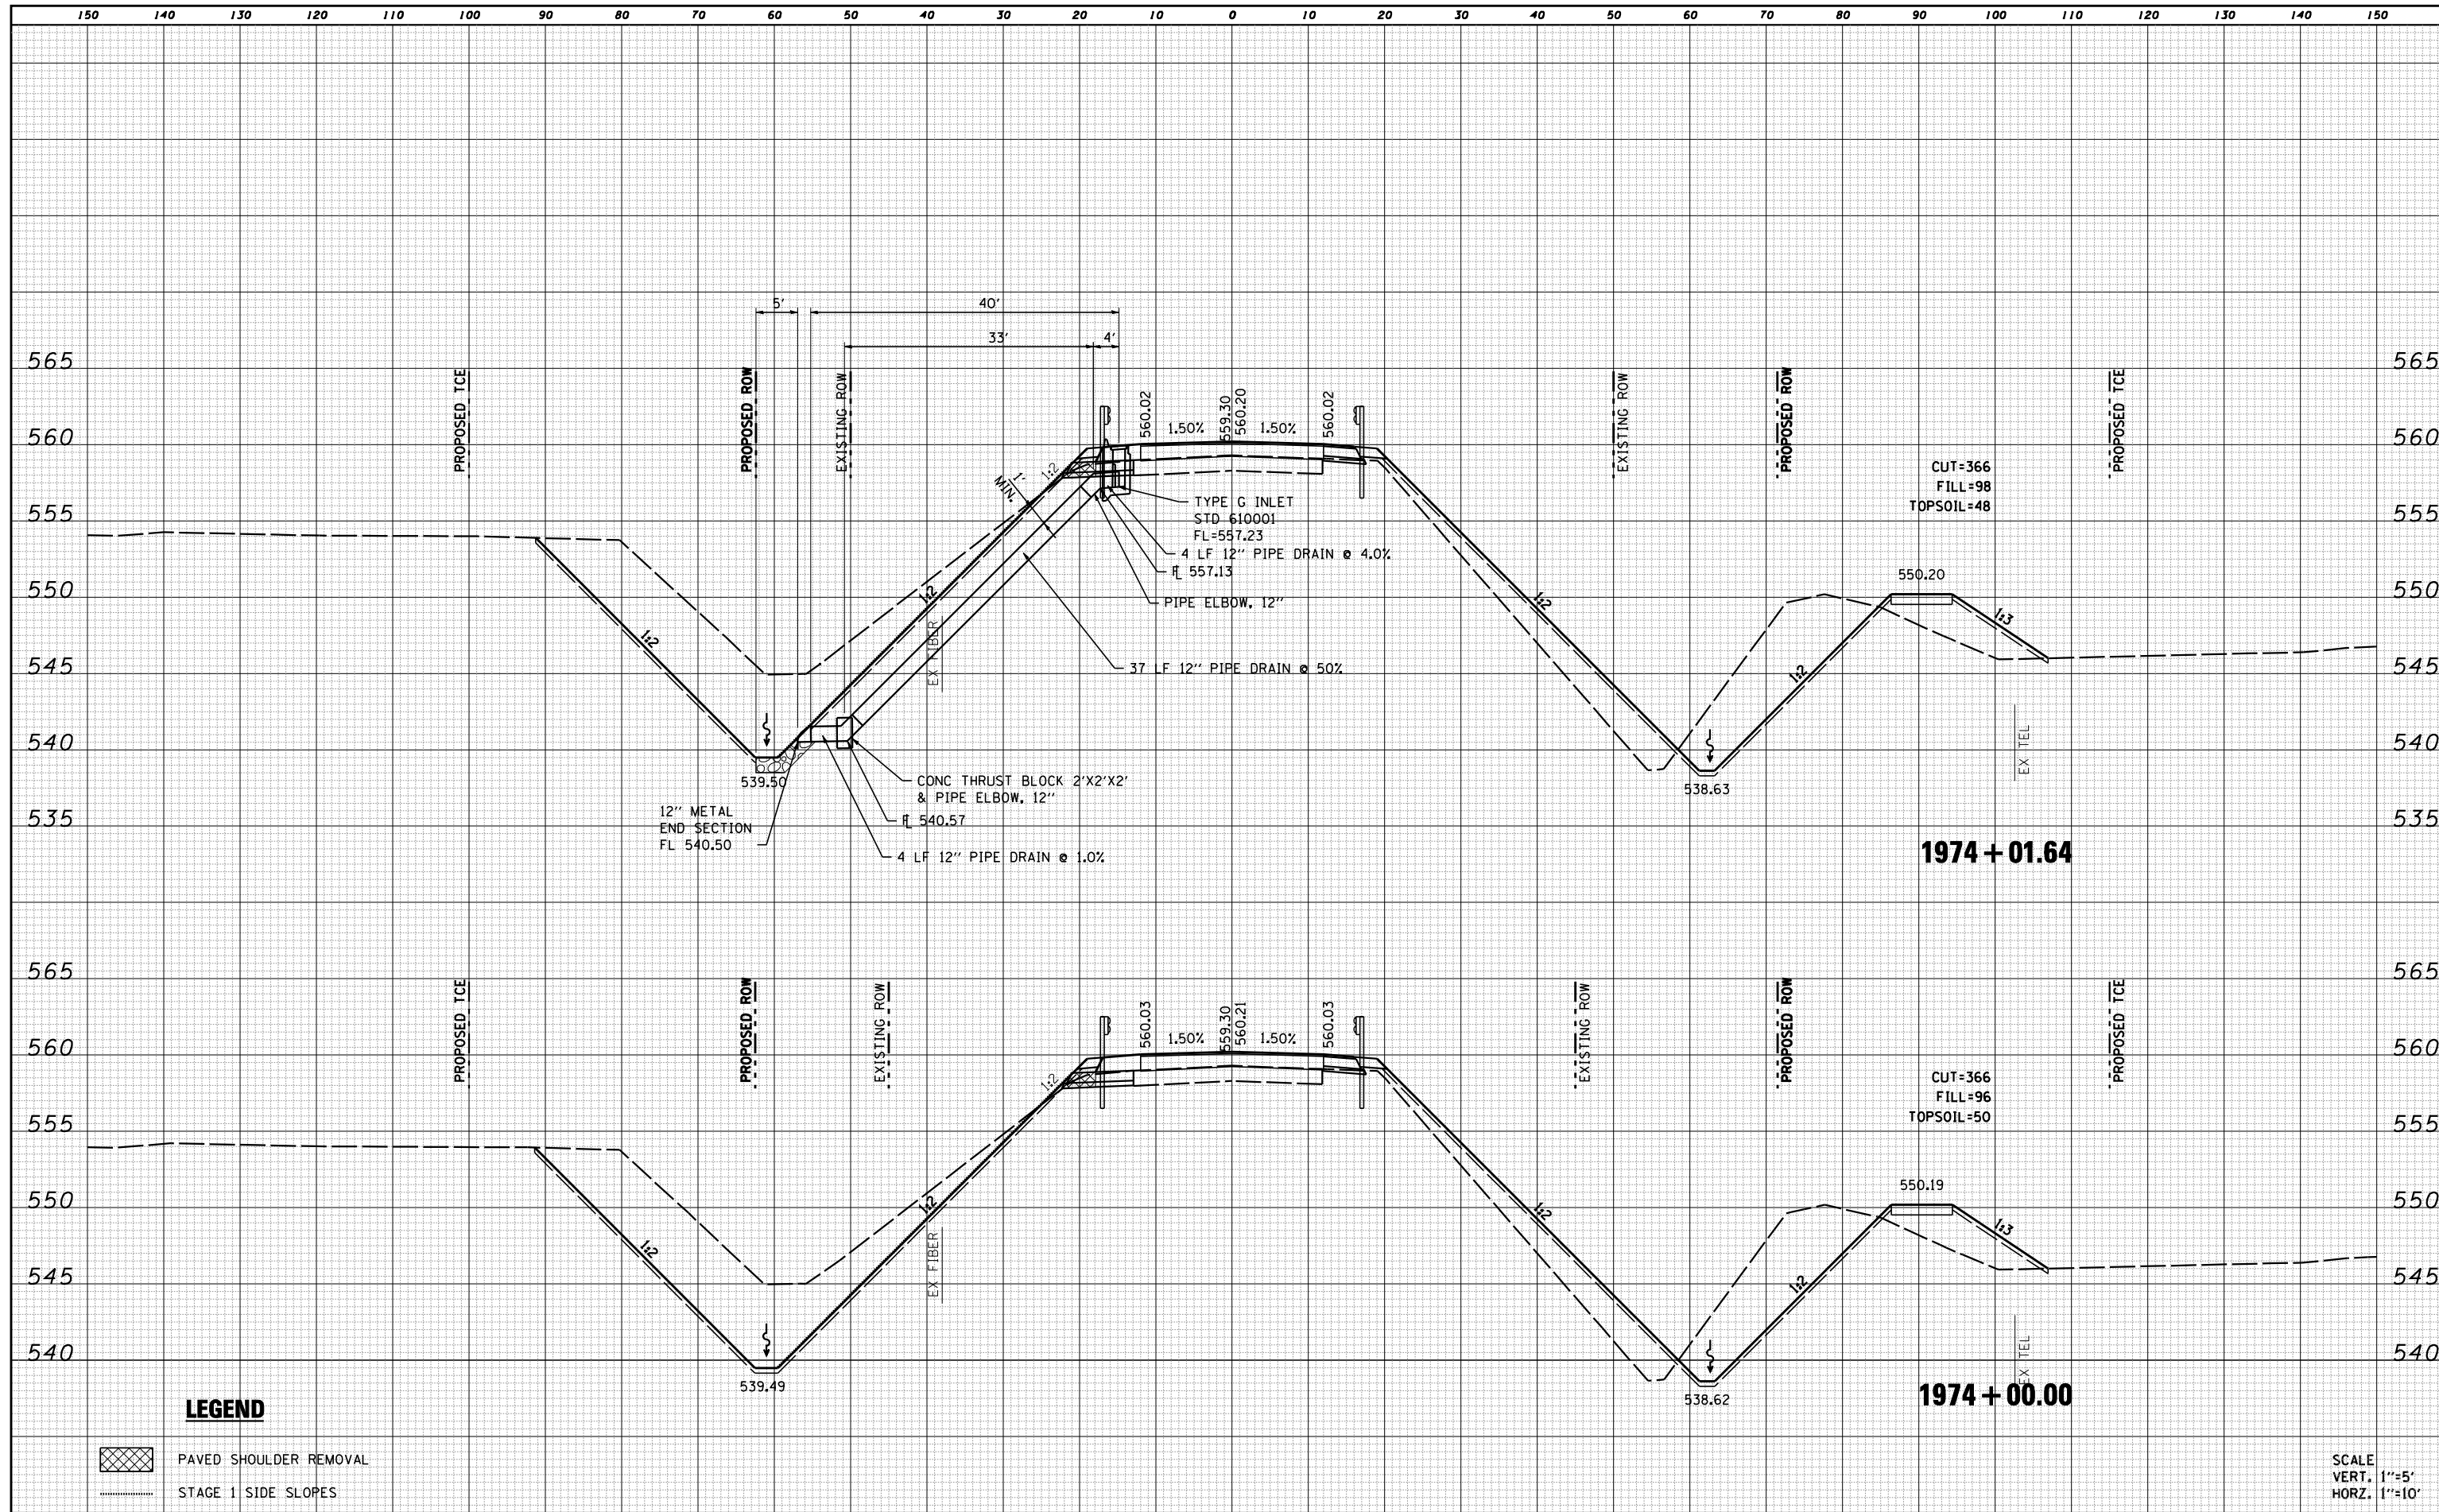 150 140 130 120 110 100 90 80 70 60 50 40 30 20 10 0 10 20 30 40 50 60 70 80 90 100 110 120 130 140 150
5' 40'
33' 4'
565 565
PROPOSED TCE
PROPOSED ROW
EXISTING ROW
560.02
1.50%
559.30
560.20
1.50%
560.02
EXISTING ROW
PROPOSED ROW
PROPOSED TCE
560 560
1:2
1'
MIN.
CUT=366
FILL=98
TOPSOIL=48
TYPE G INLET
STD 610001
FL=557.23
555 555
4 LF 12" PIPE DRAIN @ 4.0%
FL 557.13
PIPE ELBOW, 12"
550.20
550 550
1:2
1:2
EX FIBER
1:2
1:3
1:2
37 LF 12" PIPE DRAIN @ 50%
545 545
EX TEL
540 540
539.50
CONC THRUST BLOCK 2'X2'X2'
& PIPE ELBOW, 12"
538.63
12" METAL
END SECTION
FL 540.50
FL 540.57
4 LF 12" PIPE DRAIN @ 1.0%
535 535
1974+01.64
565 565
PROPOSED TCE
PROPOSED ROW
EXISTING ROW
560.03
1.50%
559.30
560.21
1.50%
560.03
EXISTING ROW
PROPOSED ROW
PROPOSED TCE
560 560
1:2
CUT=366
FILL=96
TOPSOIL=50
555 555
550.19
550 550
1:2
1:2
EX FIBER
1:2
1:3
1:2
545 545
EX TEL
540 540
539.49
538.62
1974+00.00
LEGEND
PAVED SHOULDER REMOVAL
STAGE 1 SIDE SLOPES
SCALE
VERT. 1"=5'
HORZ. 1"=10'